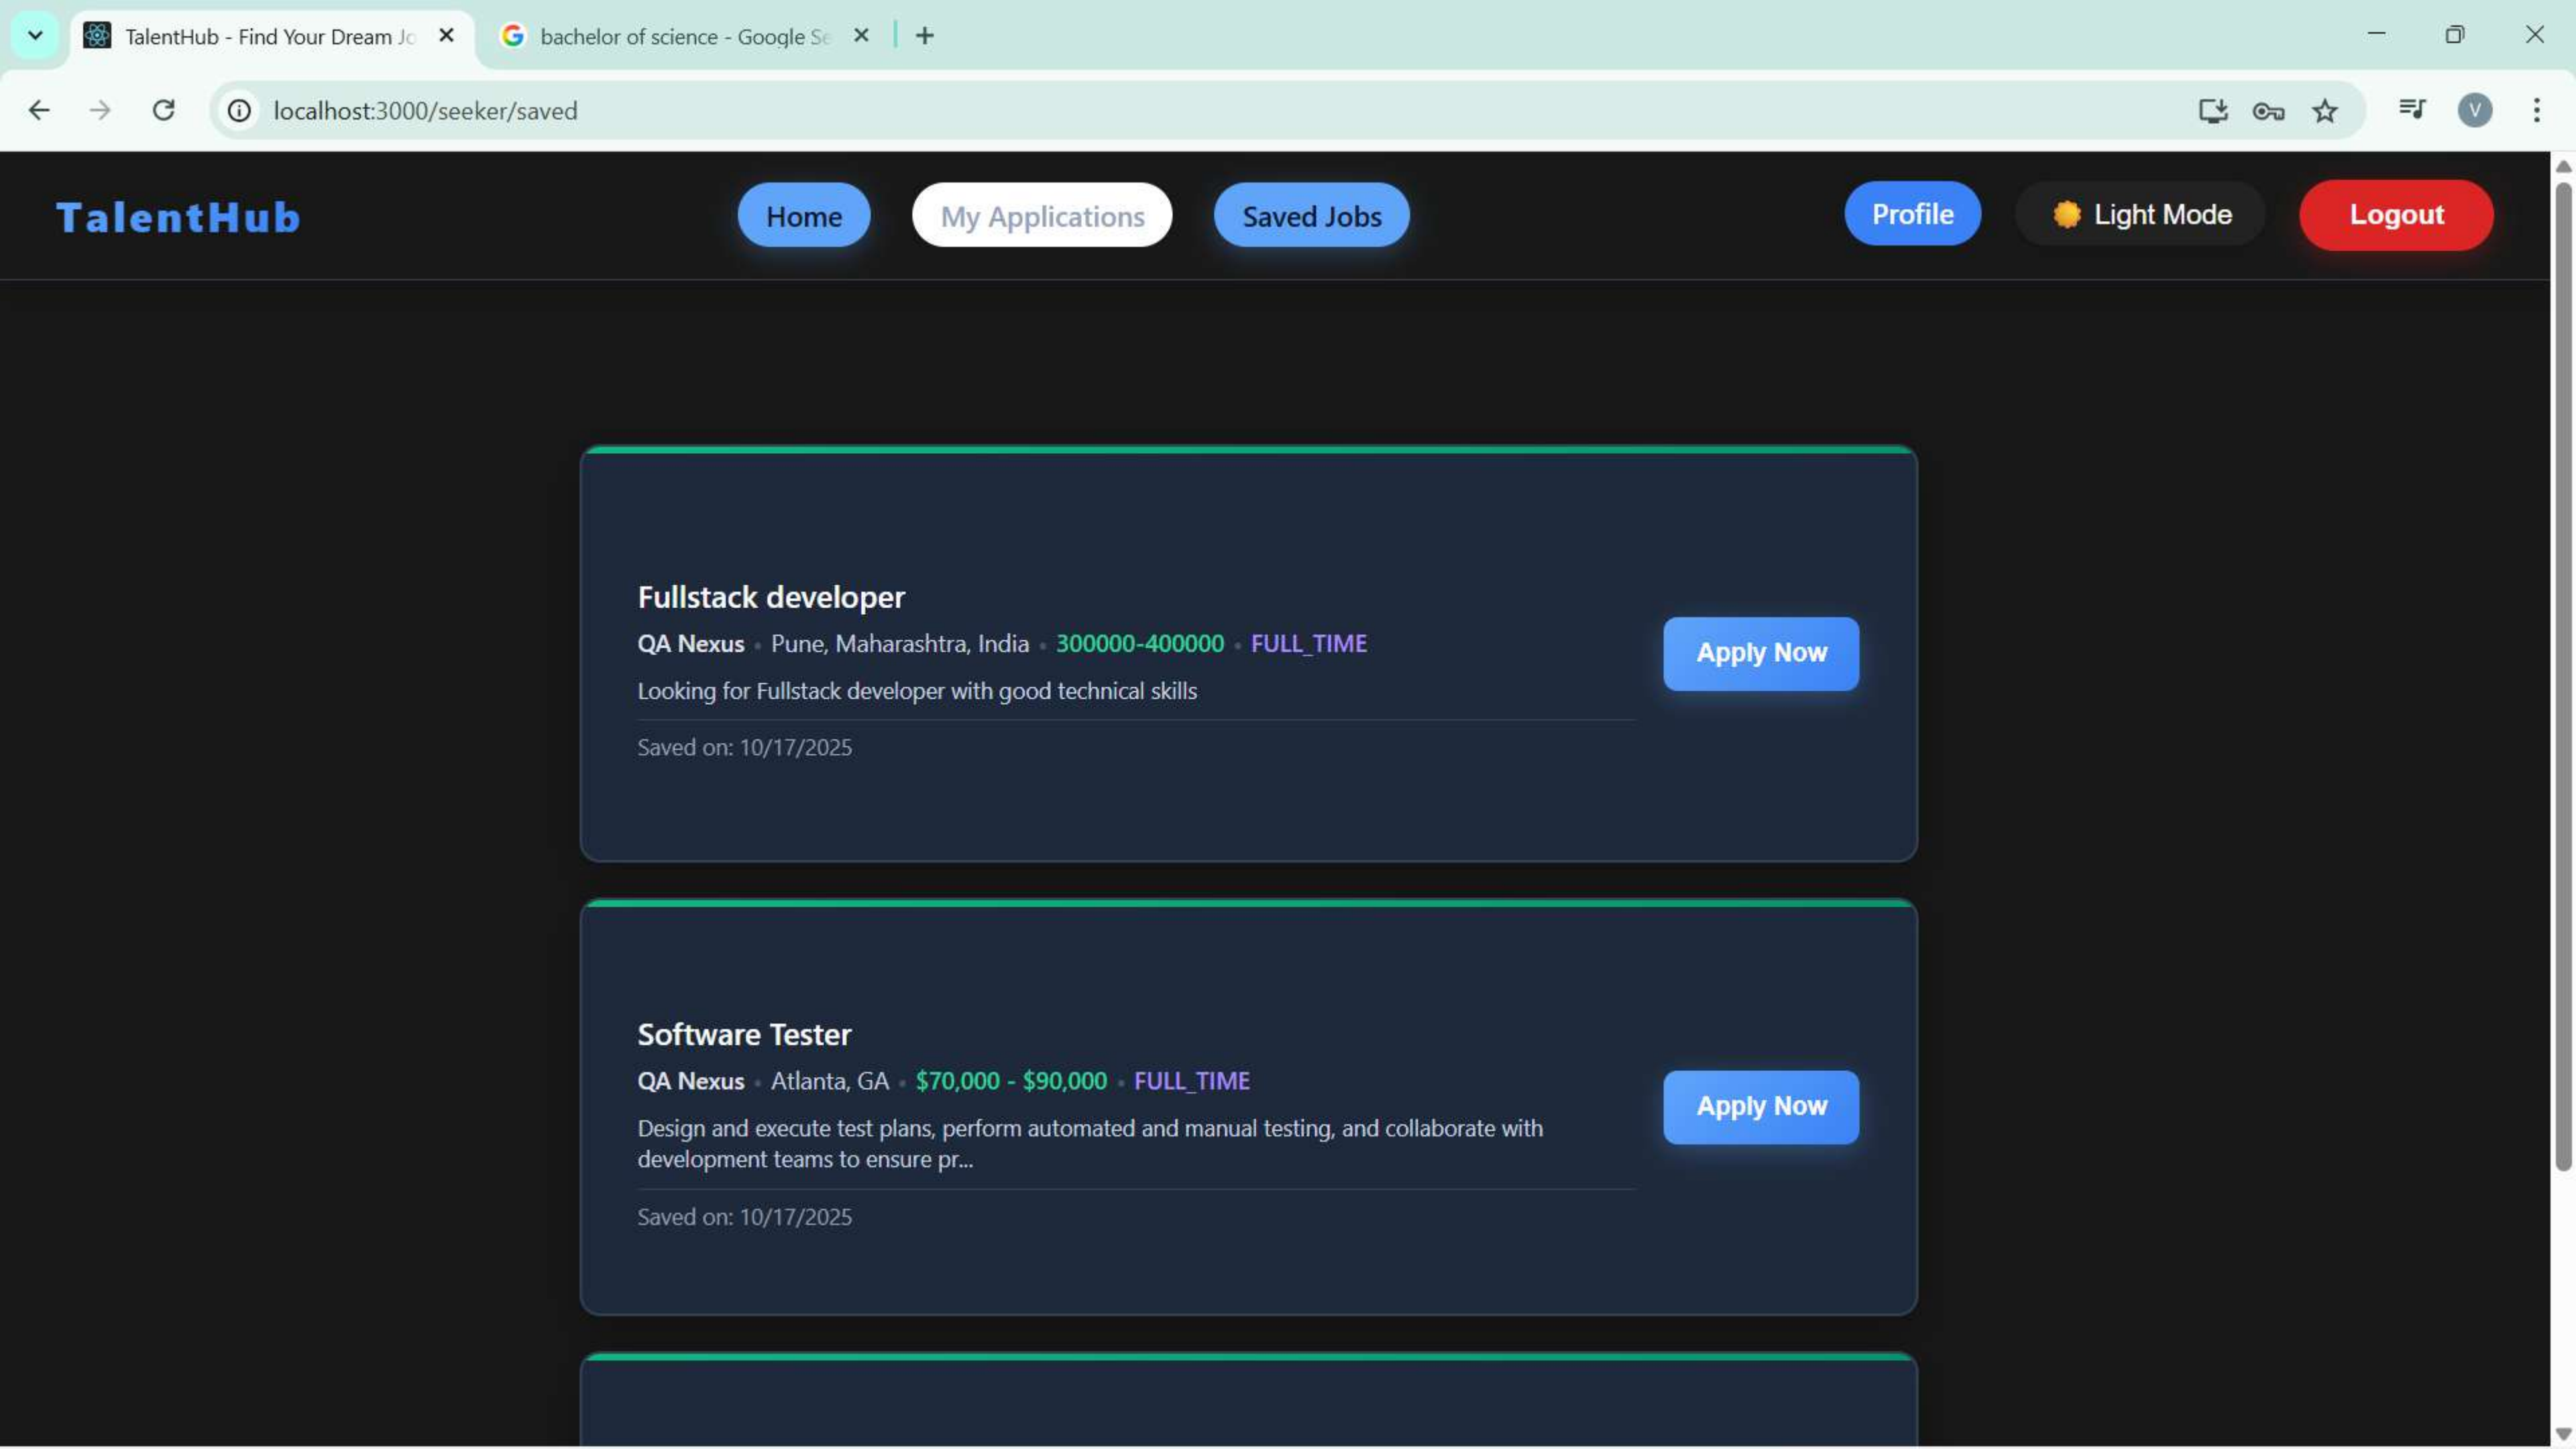 TalentHub - Find Your Dream Jo
bachelor of science - Google Se
localhost:3000/seeker/saved
V
TalentHub
Home
My Applications
Saved Jobs
Profile
Light Mode
Logout
Fullstack developer
QA Nexus • Pune, Maharashtra, India • 300000-400000 • FULL_TIME
Looking for Fullstack developer with good technical skills
Saved on: 10/17/2025
Apply Now
Software Tester
QA Nexus • Atlanta, GA • $70,000 - $90,000 • FULL_TIME
Design and execute test plans, perform automated and manual testing, and collaborate with
development teams to ensure pr...
Saved on: 10/17/2025
Apply Now